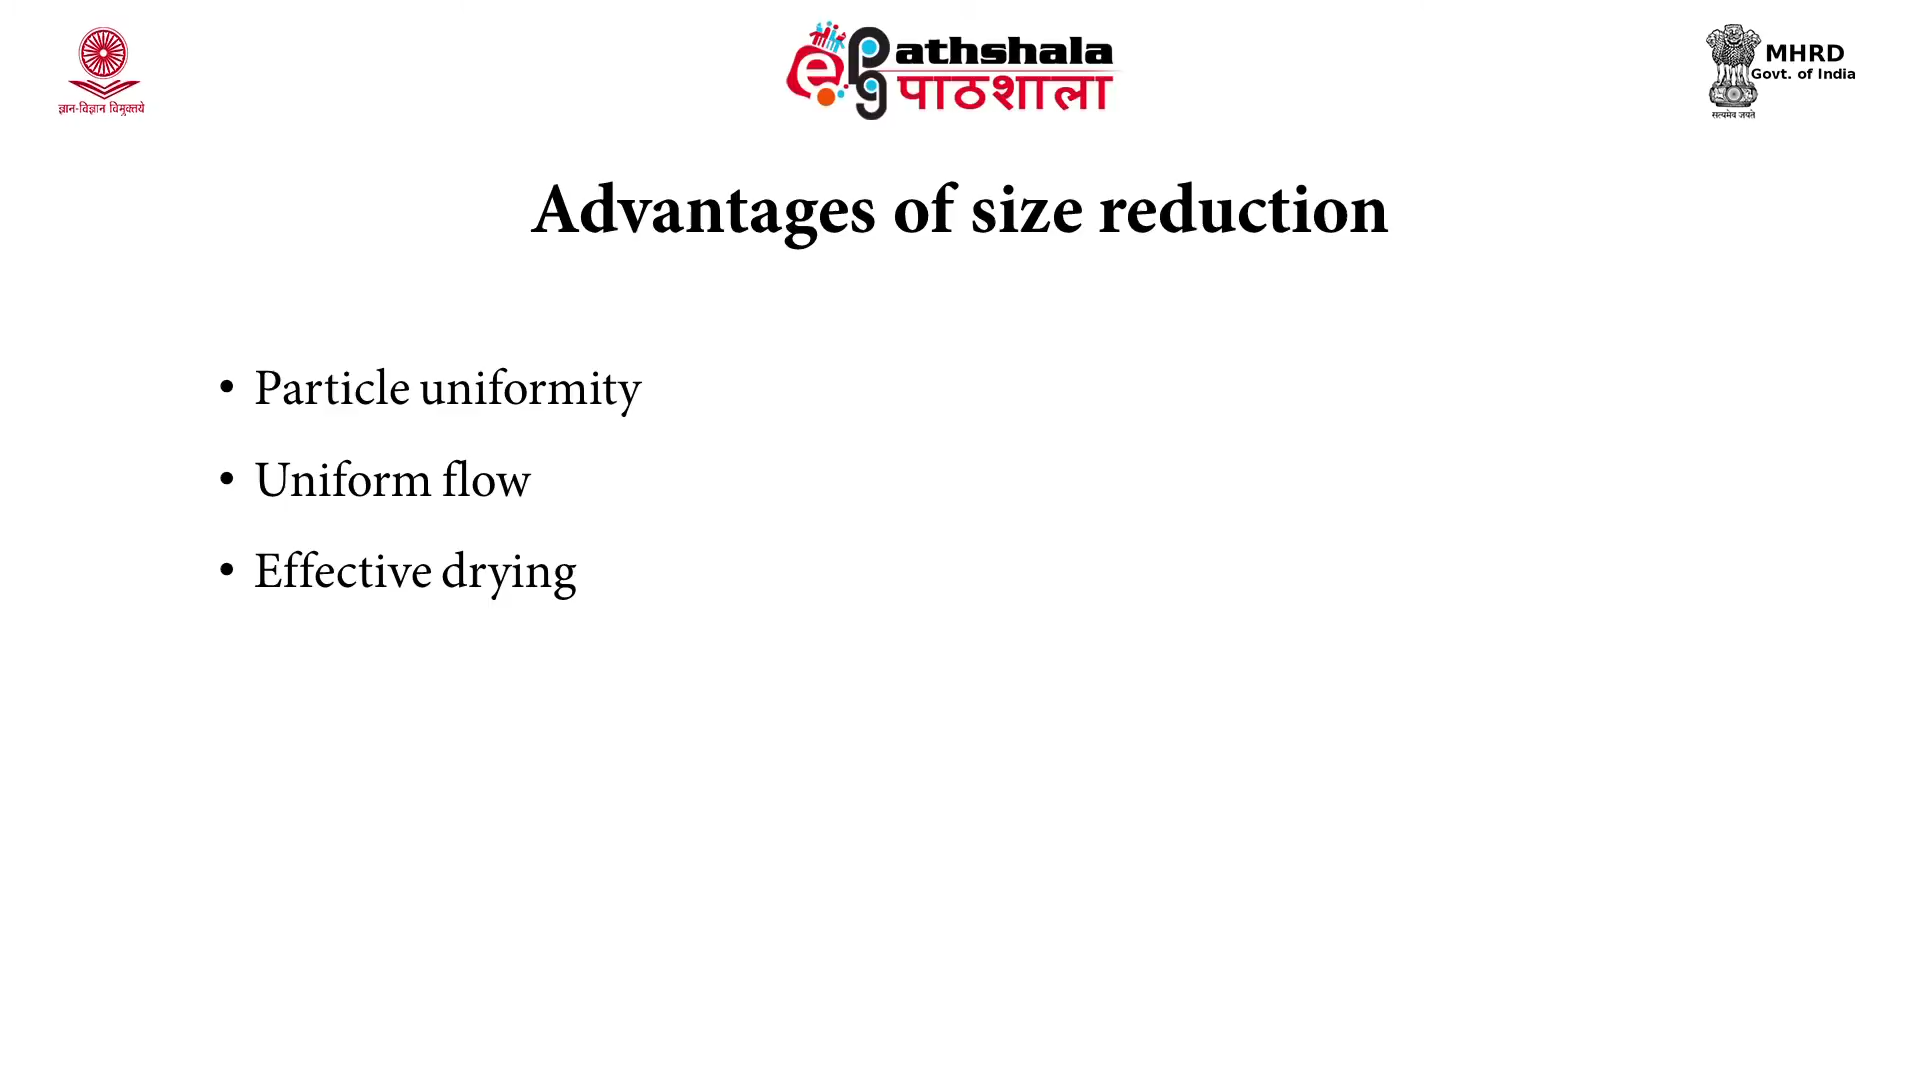 ज्ञान-विज्ञान विमुक्तये
e PG athshala
पाठशाला
MHRD
Govt. of India
सत्यमेव जयते
Advantages of size reduction
• Particle uniformity
• Uniform flow
• Effective drying